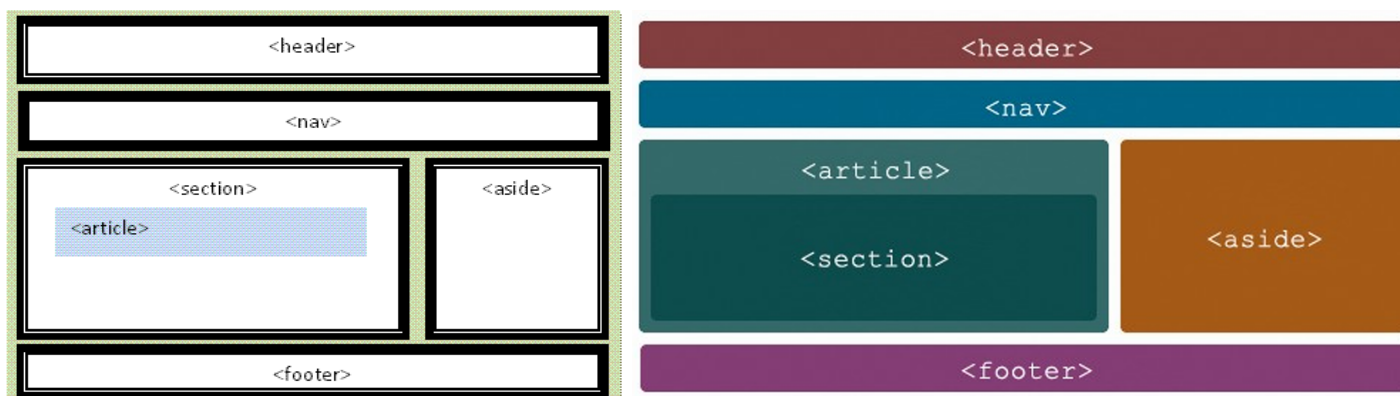 <header>
<nav>
<section>
<article>
<aside>
<footer>
<header>
<nav>
<article>
<section>
<aside>
<footer>